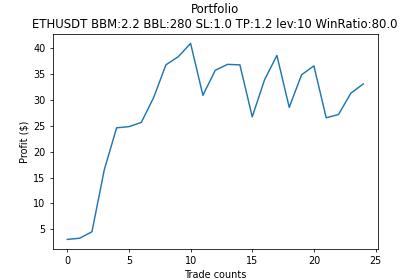 Portfolio
ETHUSDT BBM:2.2 BBL:280 SL:1.0 TP:1.2 lev:10 WinRatio:80.0
40
35
30
25
20
15
10
5
Profit ($)
0 5 10 15 20 25
Trade counts